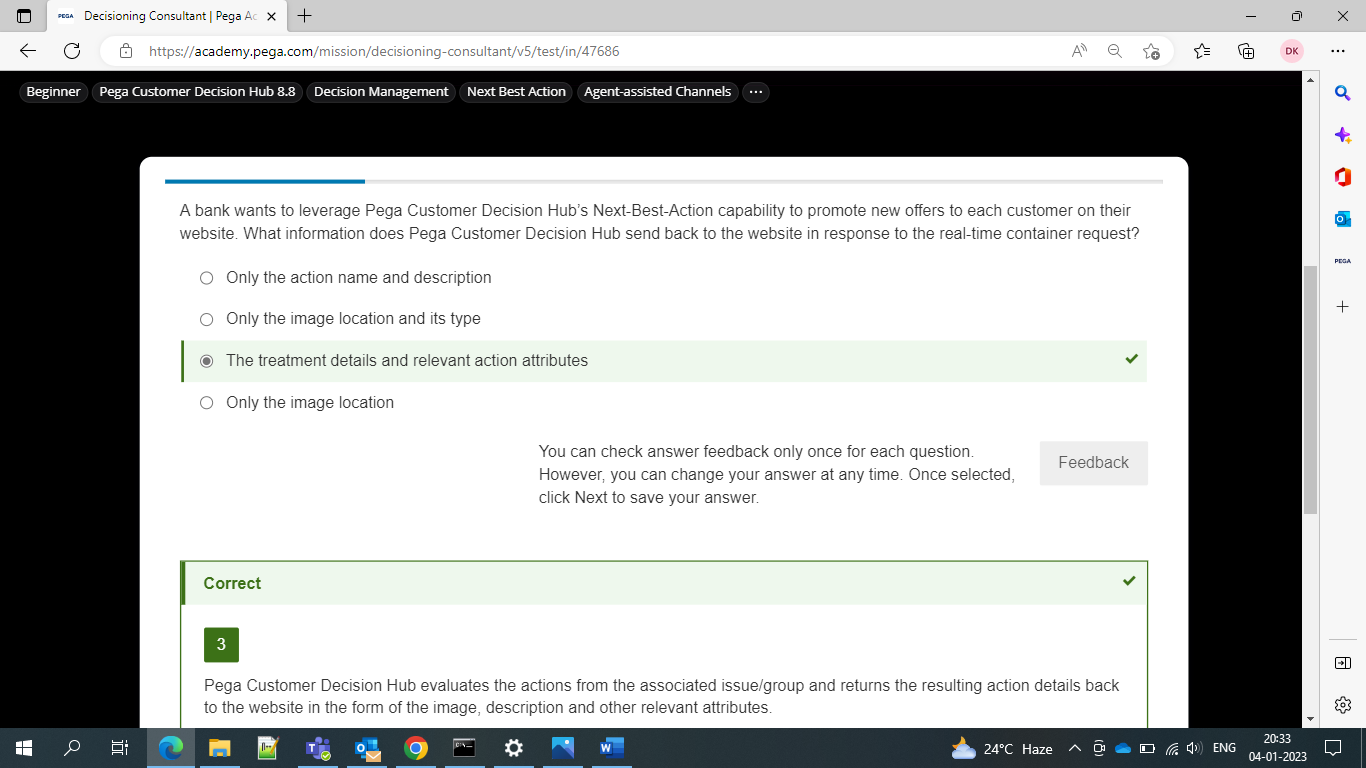 PEGA Decisioning Consultant | Pega Ac
https://academy.pega.com/mission/decisioning-consultant/v5/test/in/47686
DK
Beginner Pega Customer Decision Hub 8.8 Decision Management Next Best Action Agent-assisted Channels ···
A bank wants to leverage Pega Customer Decision Hub’s Next-Best-Action capability to promote new offers to each customer on their
website. What information does Pega Customer Decision Hub send back to the website in response to the real-time container request?
Only the action name and description
Only the image location and its type
The treatment details and relevant action attributes
Only the image location
You can check answer feedback only once for each question.
However, you can change your answer at any time. Once selected,
click Next to save your answer.
Feedback
Correct
3
Pega Customer Decision Hub evaluates the actions from the associated issue/group and returns the resulting action details back
to the website in the form of the image, description and other relevant attributes.
PEGA
24°C Haze
ENG
20:33
04-01-2023